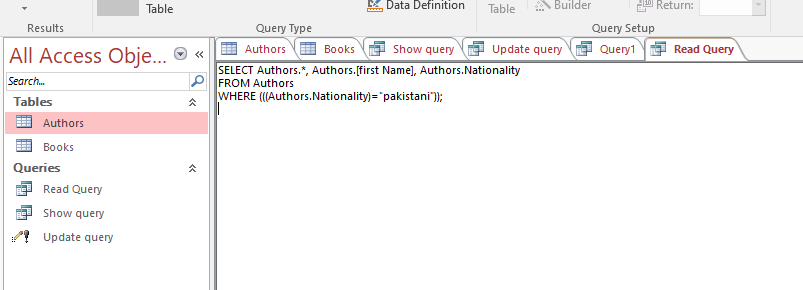 Table
Data Definition
Table
Builder
Return:
Results
Query Type
Query Setup
All Access Obje... «
Search...
Tables
Authors
Books
Queries
Read Query
Show query
Update query
Authors
Books
Show query
Update query
Query1
Read Query
SELECT Authors.*, Authors.[first Name], Authors.Nationality
FROM Authors
WHERE (((Authors.Nationality)="pakistani"));